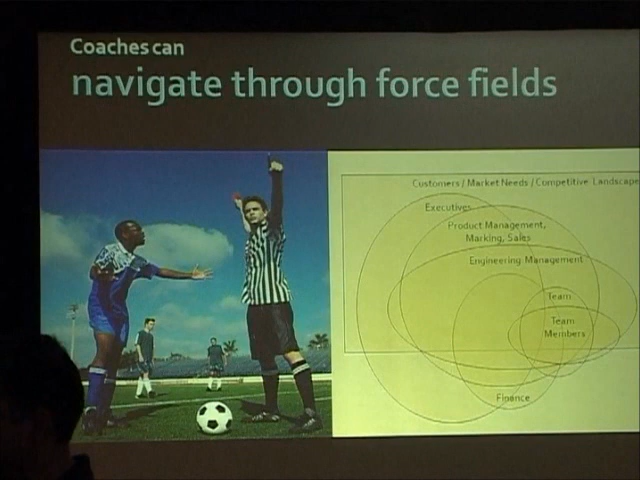 Coaches can
navigate through force fields
Customers / Market Needs / Competitive Landscape
Executives
Product Management,
Marking, Sales
Engineering Management
Team
Team
Members
Finance